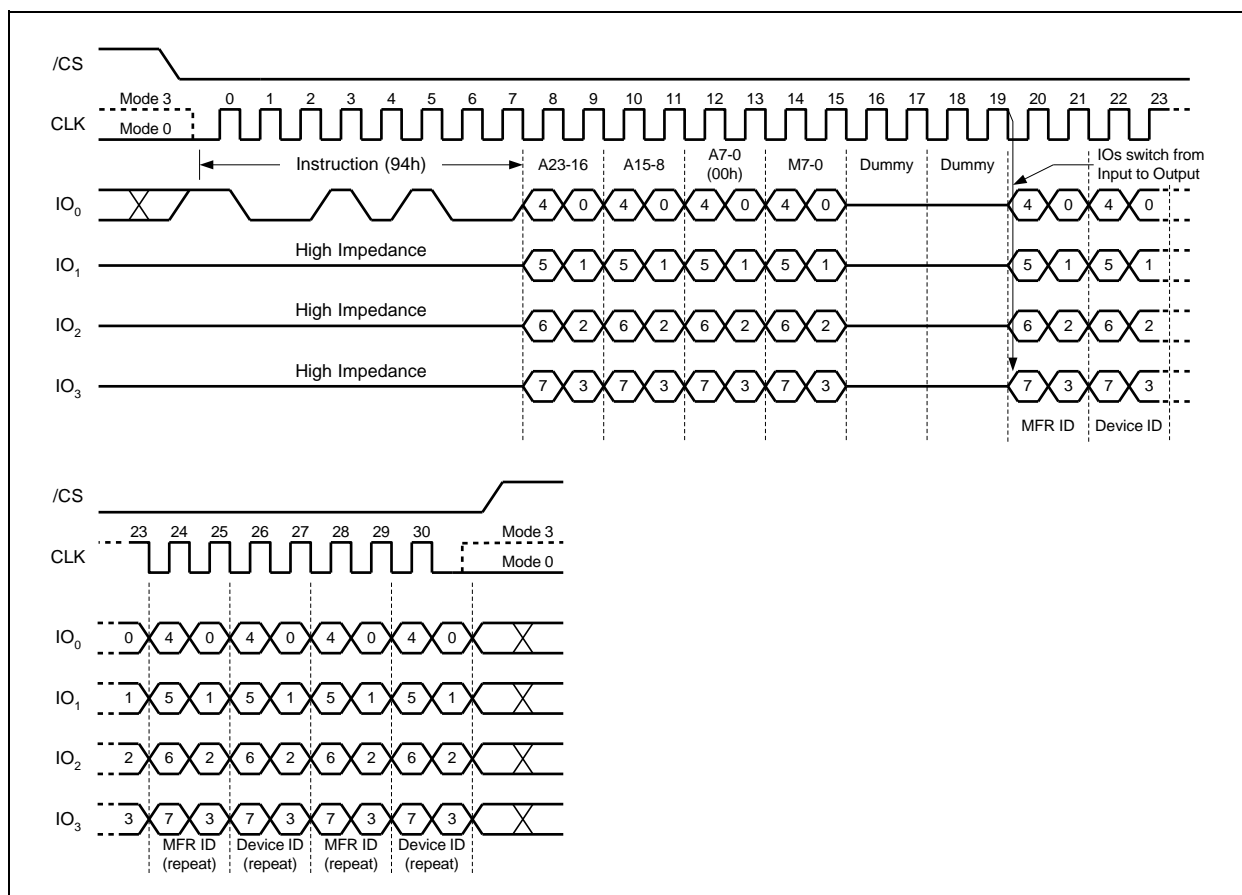 /CS
Mode 3 0 1 2 3 4 5 6 7 8 9 10 11 12 13 14 15 16 17 18 19 20 21 22 23
CLK
Mode 0
Instruction (94h) A23-16 A15-8 A7-0 (00h) M7-0 Dummy Dummy IOs switch from Input to Output
IO0 4 0 4 0 4 0 4 0 4 0 4 0
High Impedance
IO1 5 1 5 1 5 1 5 1 5 1 5 1
High Impedance
IO2 6 2 6 2 6 2 6 2 6 2 6 2
High Impedance
IO3 7 3 7 3 7 3 7 3 7 3 7 3
MFR ID Device ID
/CS
23 24 25 26 27 28 29 30 Mode 3
CLK
Mode 0
IO0 0 4 0 4 0 4 0 4 0
IO1 1 5 1 5 1 5 1 5 1
IO2 2 6 2 6 2 6 2 6 2
IO3 3 7 3 7 3 7 3 7 3
MFR ID (repeat) Device ID (repeat) MFR ID (repeat) Device ID (repeat)